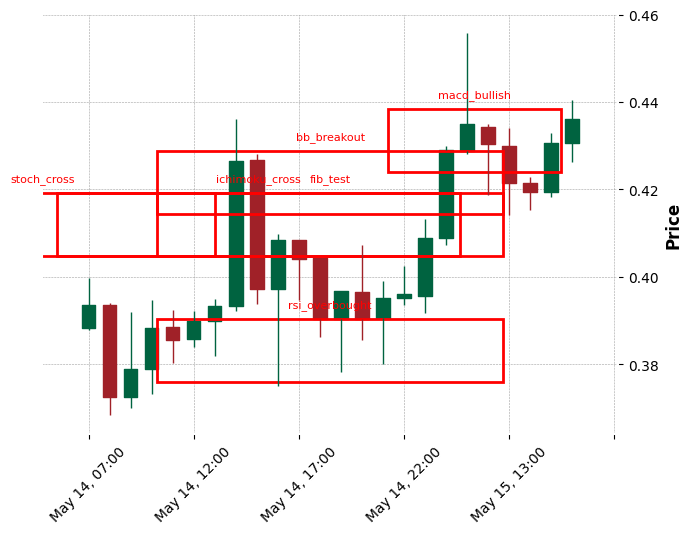 0.46
macd_bullish
0.44
bb_breakout
stoch_cross
ichimoku_cross
fib_test
0.42
Price
0.40
rsi_overbought
0.38
May 14, 07:00
May 14, 12:00
May 14, 17:00
May 14, 22:00
May 15, 13:00